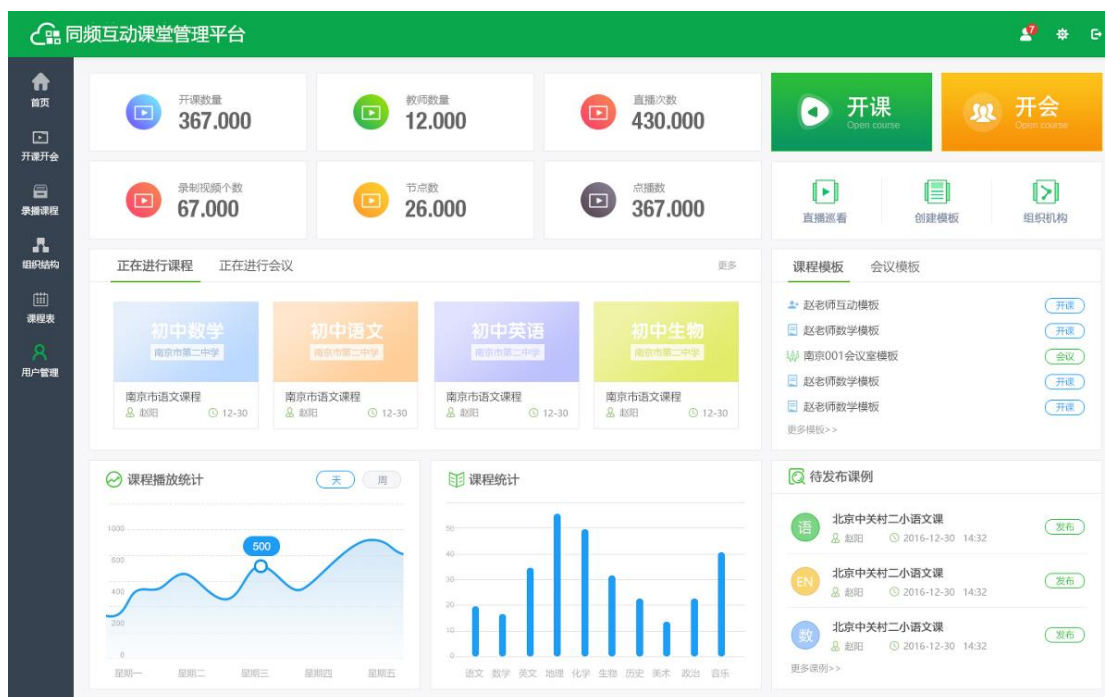 同频互动课堂管理平台
7
首页
开课开会
录播课程
组织结构
课程表
用户管理
开课数量
367.000
教师数量
12.000
直播次数
430.000
录制视频个数
67.000
节点数
26.000
点播数
367.000
开课
Open course
开会
Open course
直播巡看
创建模板
组织机构
正在进行课程 正在进行会议 更多
初中数学
南京市第二中学
南京市语文课程
赵阳 12-30
初中语文
南京市第二中学
南京市语文课程
赵阳 12-30
初中英语
南京市第二中学
南京市语文课程
赵阳 12-30
初中生物
南京市第二中学
南京市语文课程
赵阳 12-30
课程模板 会议模板
赵老师互动模板 开课
赵老师数学模板 开课
南京001会议室模板 会议
赵老师数学模板 开课
赵老师数学模板 开课
更多模板>>
课程播放统计 天 周
1000
600
400
200
0
500
星期一 星期二 星期三 星期四 星期五
课程统计
50
40
30
20
10
0
语文 数学 英文 地理 化学 生物 历史 美术 政治 音乐
待发布课例
语 北京中关村二小语文课 发布
赵阳 2016-12-30 14:32
EN 北京中关村二小语文课 发布
赵阳 2016-12-30 14:32
数 北京中关村二小语文课 发布
赵阳 2016-12-30 14:32
更多课例>>